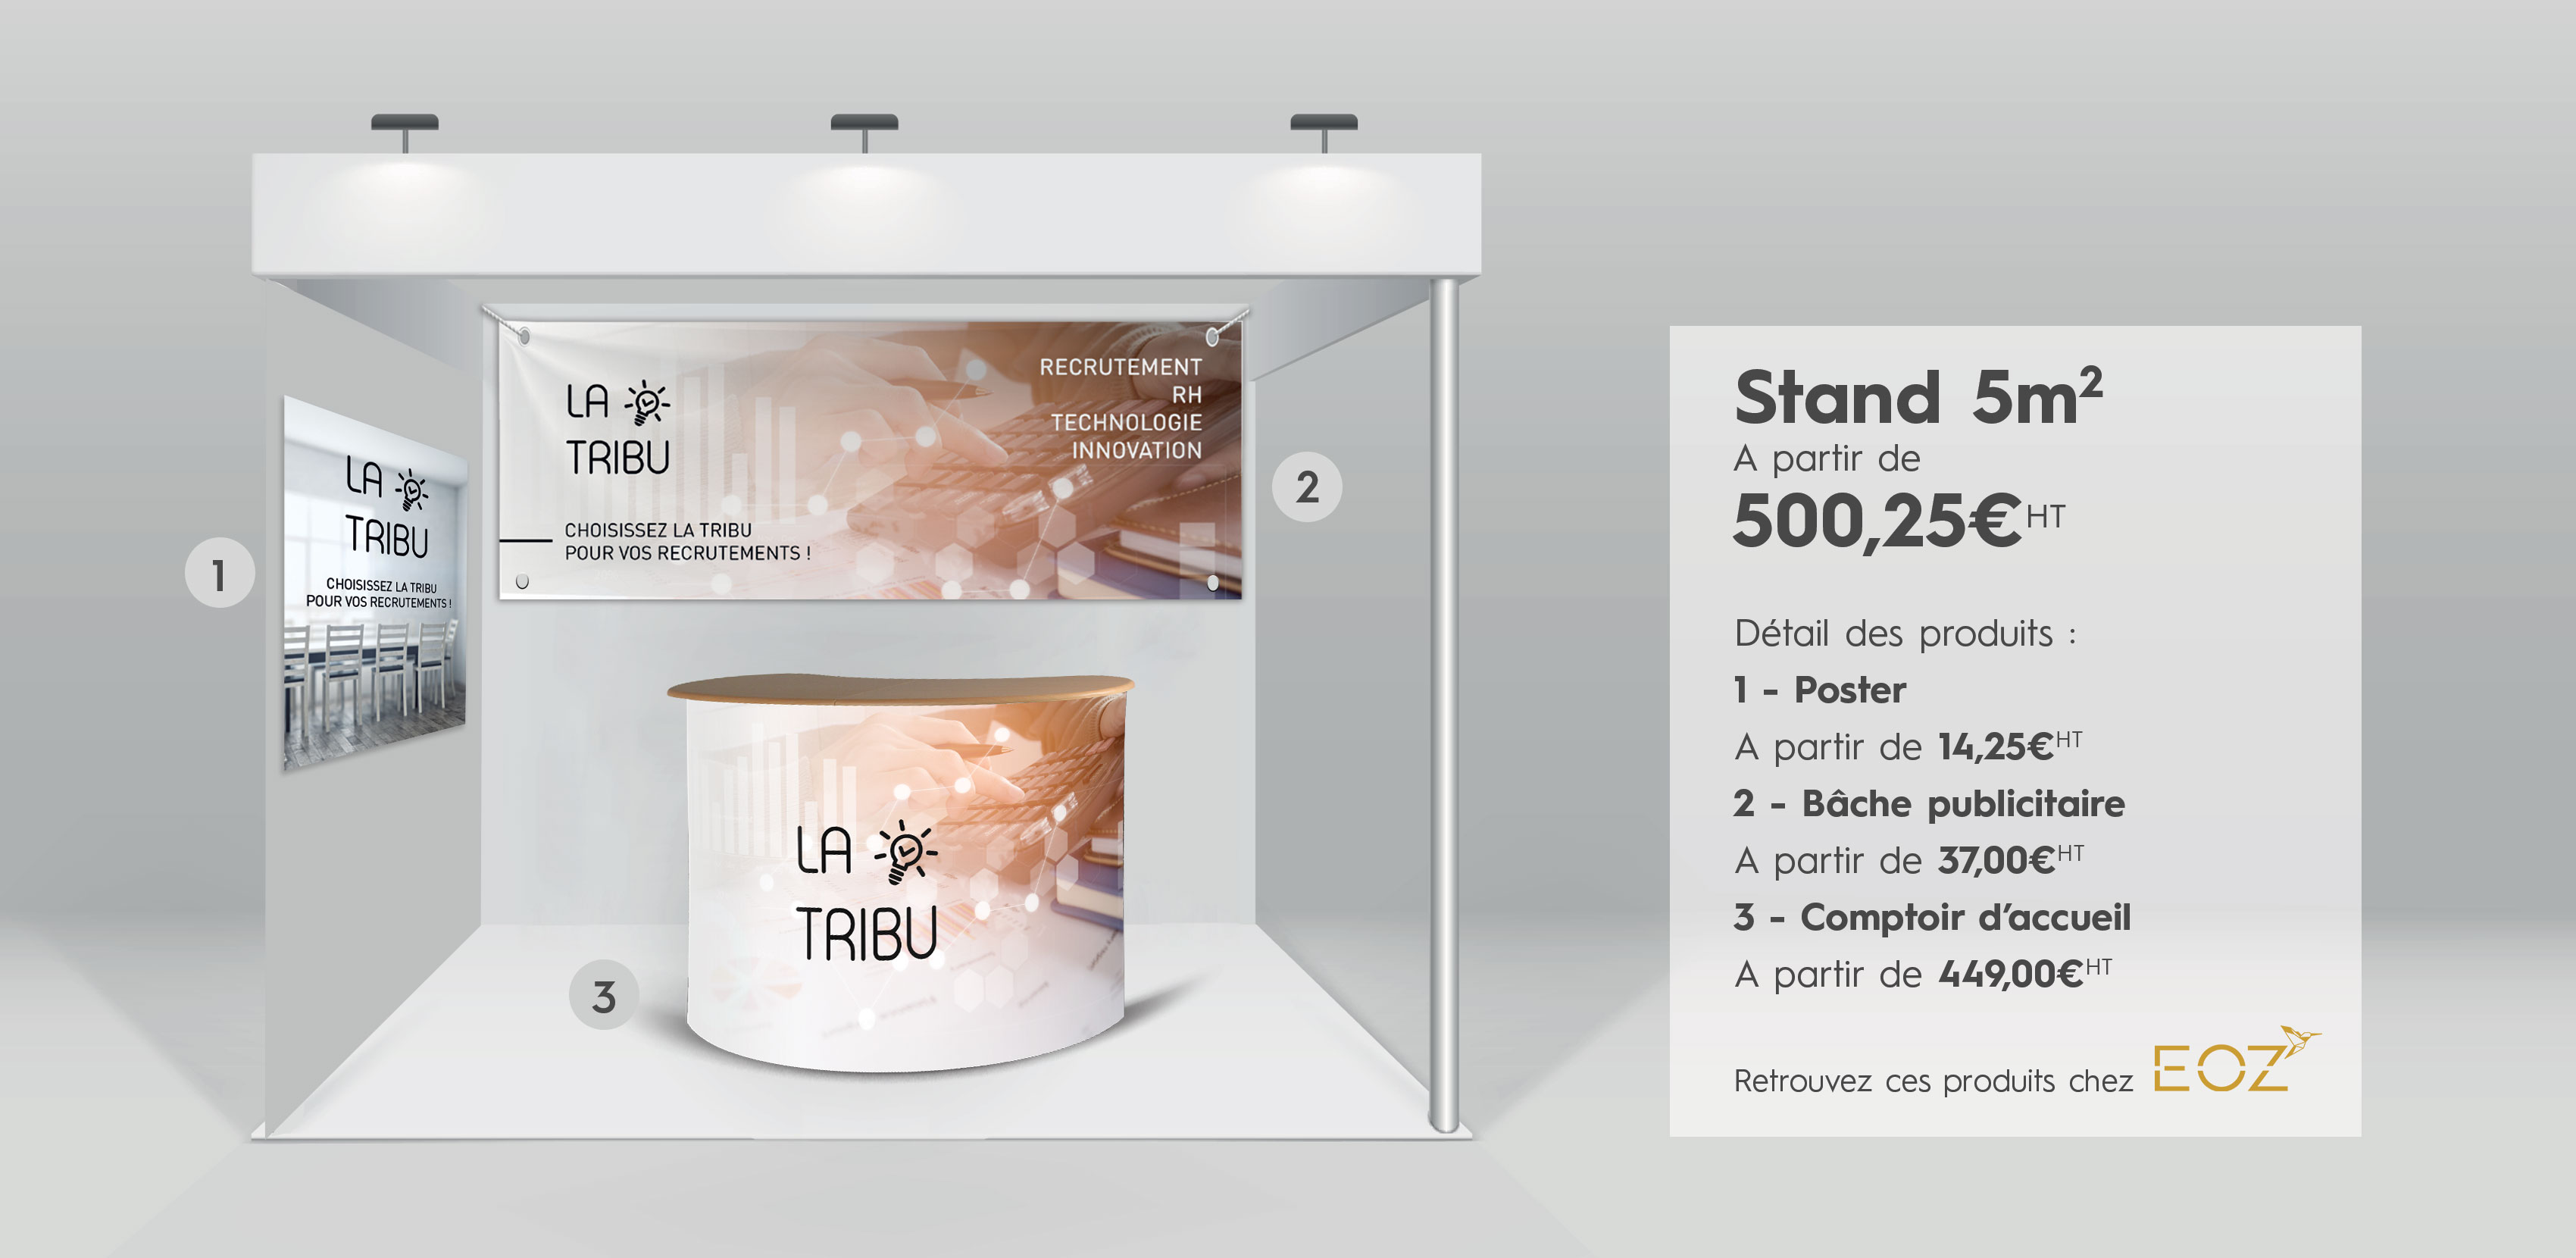 1
LA
TRIBU
CHOISISSEZ LA TRIBU
POUR VOS RECRUTEMENTS !
LA
TRIBU
CHOISISSEZ LA TRIBU
POUR VOS RECRUTEMENTS !
RECRUTEMENT
RH
TECHNOLOGIE
INNOVATION
2
LA
TRIBU
3
Stand 5m²
A partir de
500,25€HT
Détail des produits :
1 - Poster
A partir de 14,25€HT
2 - Bâche publicitaire
A partir de 37,00€HT
3 - Comptoir d’accueil
A partir de 449,00€HT
Retrouvez ces produits chez EOZ